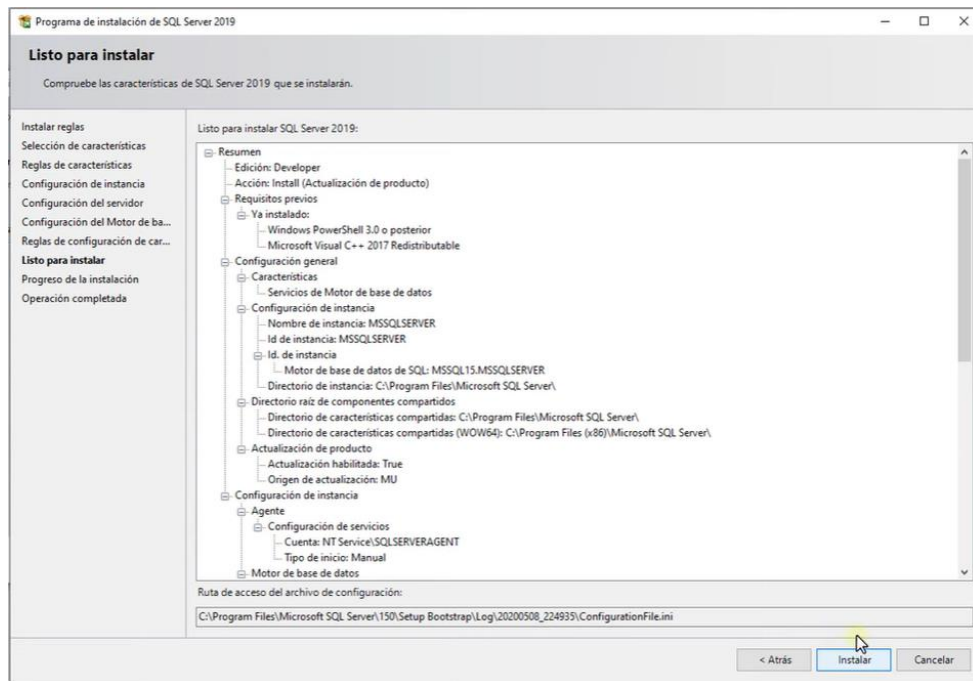 Programa de instalación de SQL Server 2019
Listo para instalar
Compruebe las características de SQL Server 2019 que se instalarán.
Instalar reglas
Selección de características
Reglas de características
Configuración de instancia
Configuración del servidor
Configuración del Motor de ba...
Reglas de configuración de car...
Listo para instalar
Progreso de la instalación
Operación completada
Listo para instalar SQL Server 2019:
Resumen
Edición: Developer
Acción: Install (Actualización de producto)
Requisitos previos
Ya instalado:
Windows PowerShell 3.0 o posterior
Microsoft Visual C++ 2017 Redistributable
Configuración general
Características
Servicios de Motor de base de datos
Configuración de instancia
Nombre de instancia: MSSQLSERVER
Id de instancia: MSSQLSERVER
Id. de instancia
Motor de base de datos de SQL: MSSQL15.MSSQLSERVER
Directorio de instancia: C:\Program Files\Microsoft SQL Server\
Directorio raíz de componentes compartidos
Directorio de características compartidas: C:\Program Files\Microsoft SQL Server\
Directorio de características compartidas (WOW64): C:\Program Files (x86)\Microsoft SQL Server\
Actualización de producto
Actualización habilitada: True
Origen de actualización: MU
Configuración de instancia
Agente
Configuración de servicios
Cuenta: NT Service\SQLSERVERAGENT
Tipo de inicio: Manual
Motor de base de datos
Ruta de acceso del archivo de configuración:
C:\Program Files\Microsoft SQL Server\150\Setup Bootstrap\Log\20200508_224935\ConfigurationFile.ini
< Atrás
Instalar
Cancelar